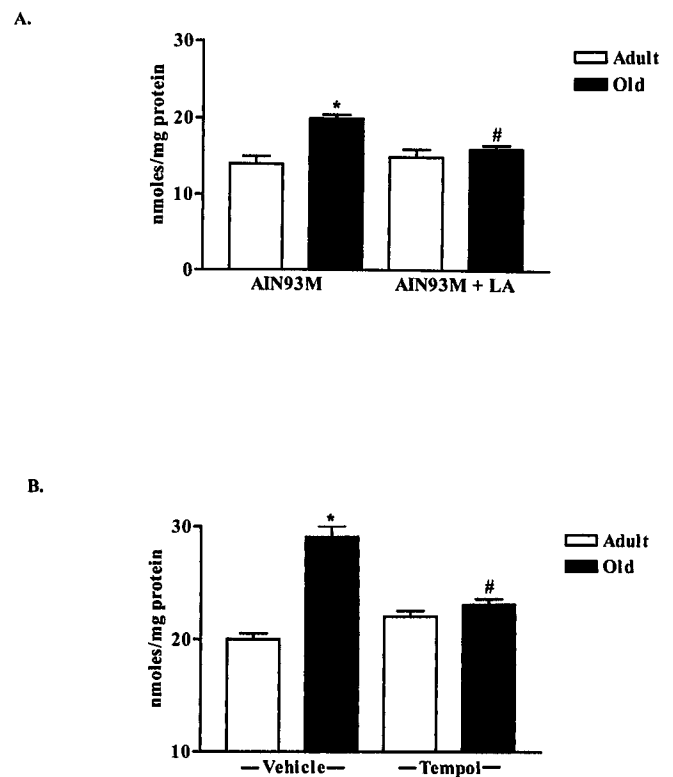 A.
30
20
10
0
nmoles/mg protein
*
#
Adult
Old
AIN93M
AIN93M + LA
B.
30
20
10
nmoles/mg protein
*
#
Adult
Old
—Vehicle—
—Tempol—